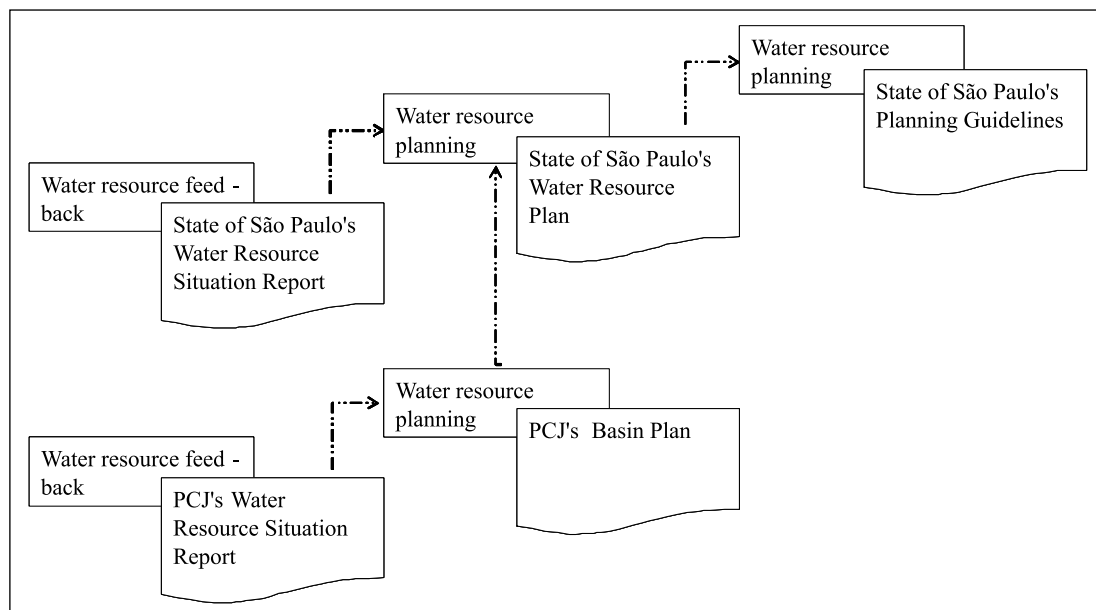 Water resource
planning
State of São Paulo's
Planning Guidelines
Water resource
planning
State of São Paulo's
Water Resource
Plan
Water resource feed -
back
State of São Paulo's
Water Resource
Situation Report
Water resource
planning
PCJ's  Basin Plan
Water resource feed -
back
PCJ's Water
Resource Situation
Report